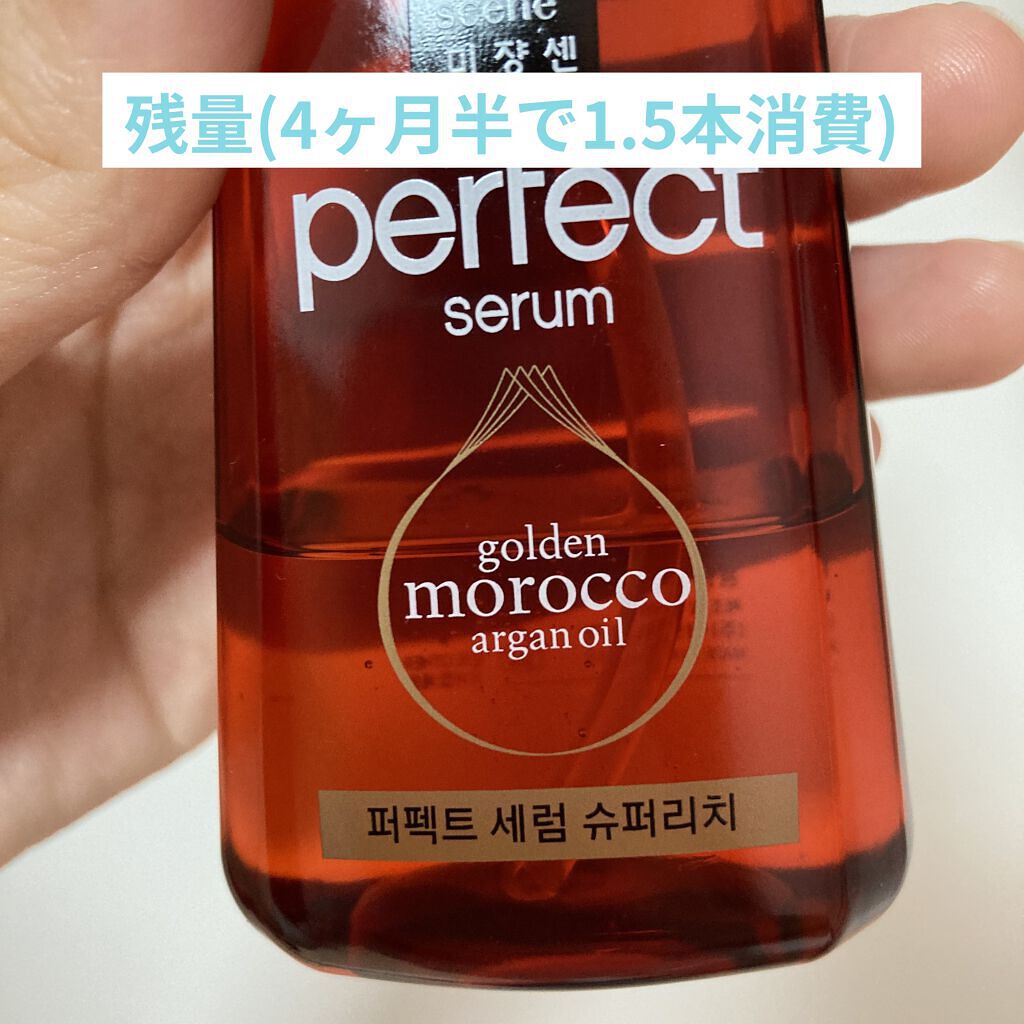 scene
미쟝센
残量(4ヶ月半で1.5本消費)
perfect
serum
golden
morocco
argan oil
퍼펙트 세럼 슈퍼리치